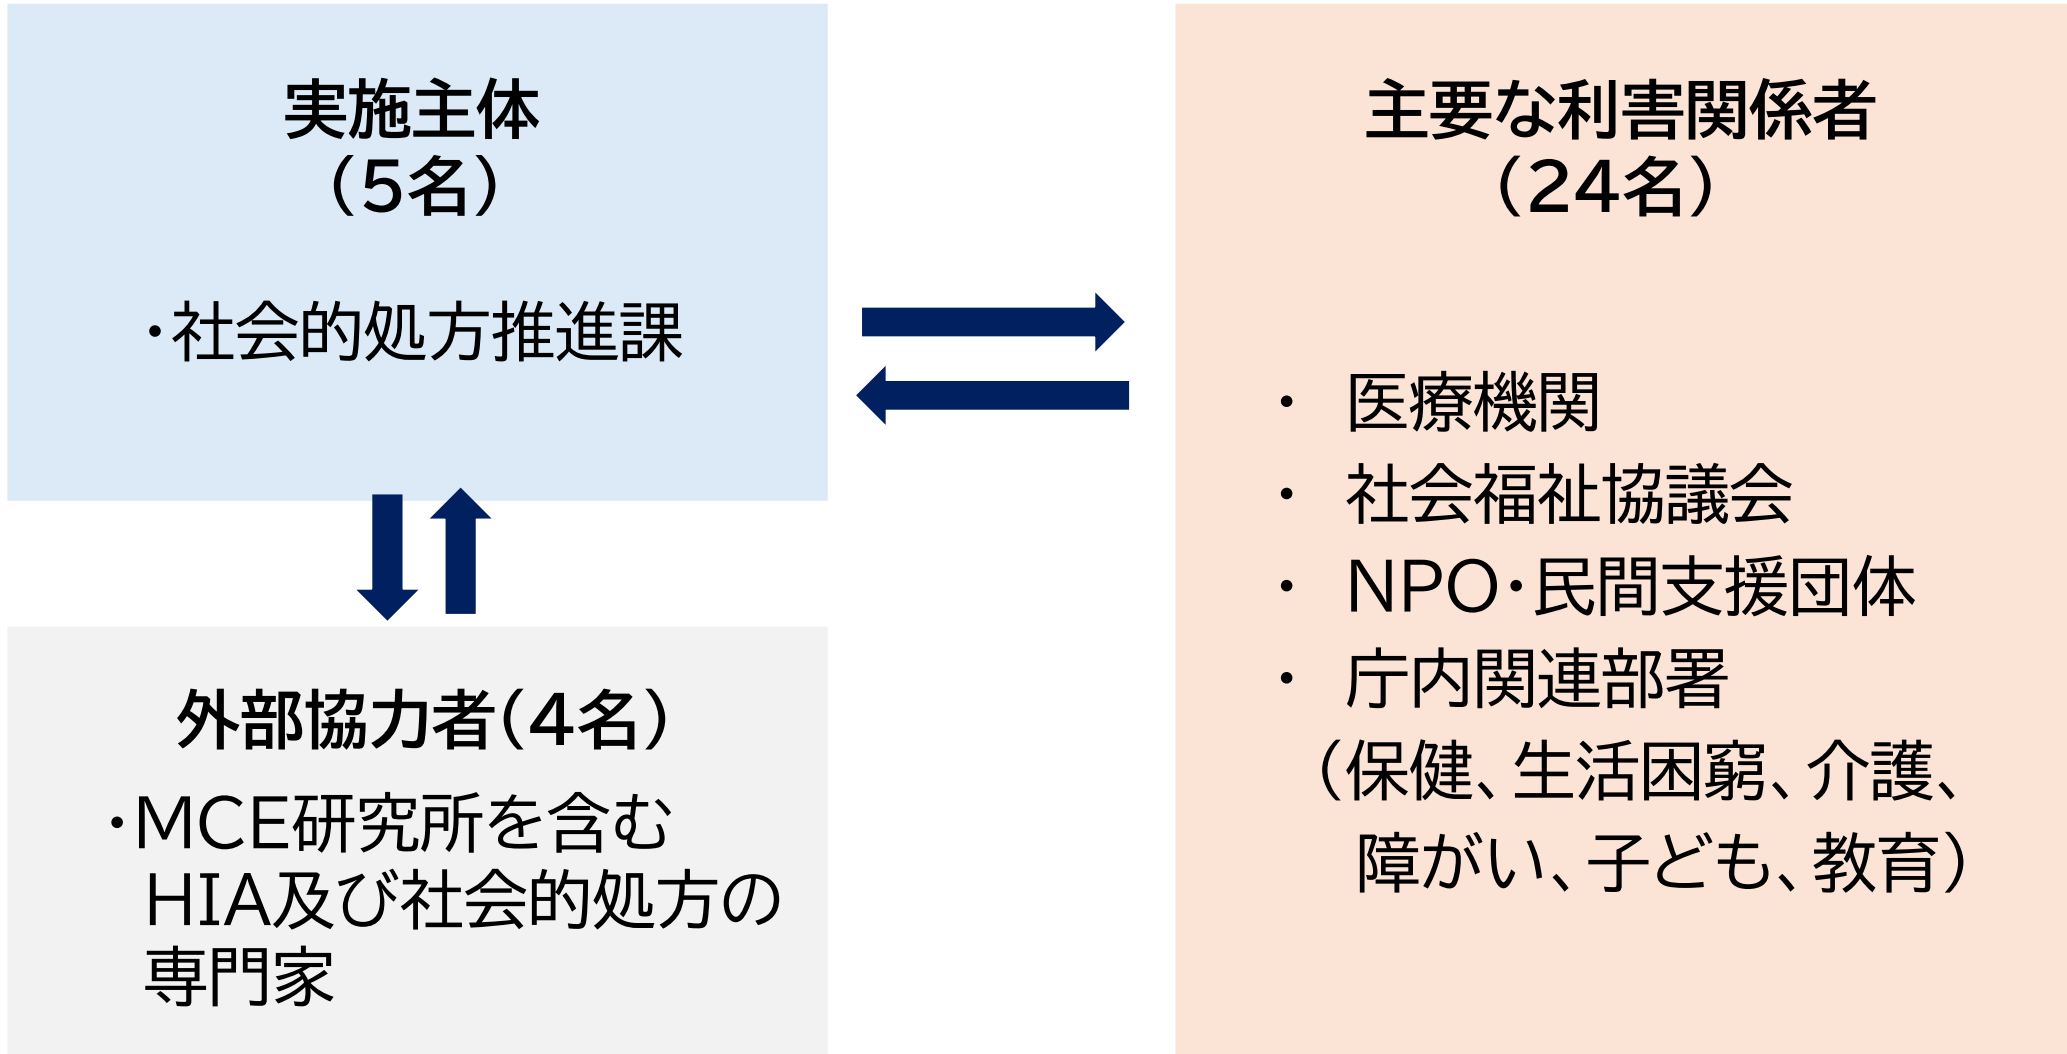 実施主体
（5名）
・社会的処方推進課
外部協力者（4名）
・MCE研究所を含む
HIA及び社会的処方の
専門家
主要な利害関係者
（24名）
・ 医療機関
・ 社会福祉協議会
・ NPO・民間支援団体
・ 庁内関連部署
（保健、生活困窮、介護、
障がい、子ども、教育）